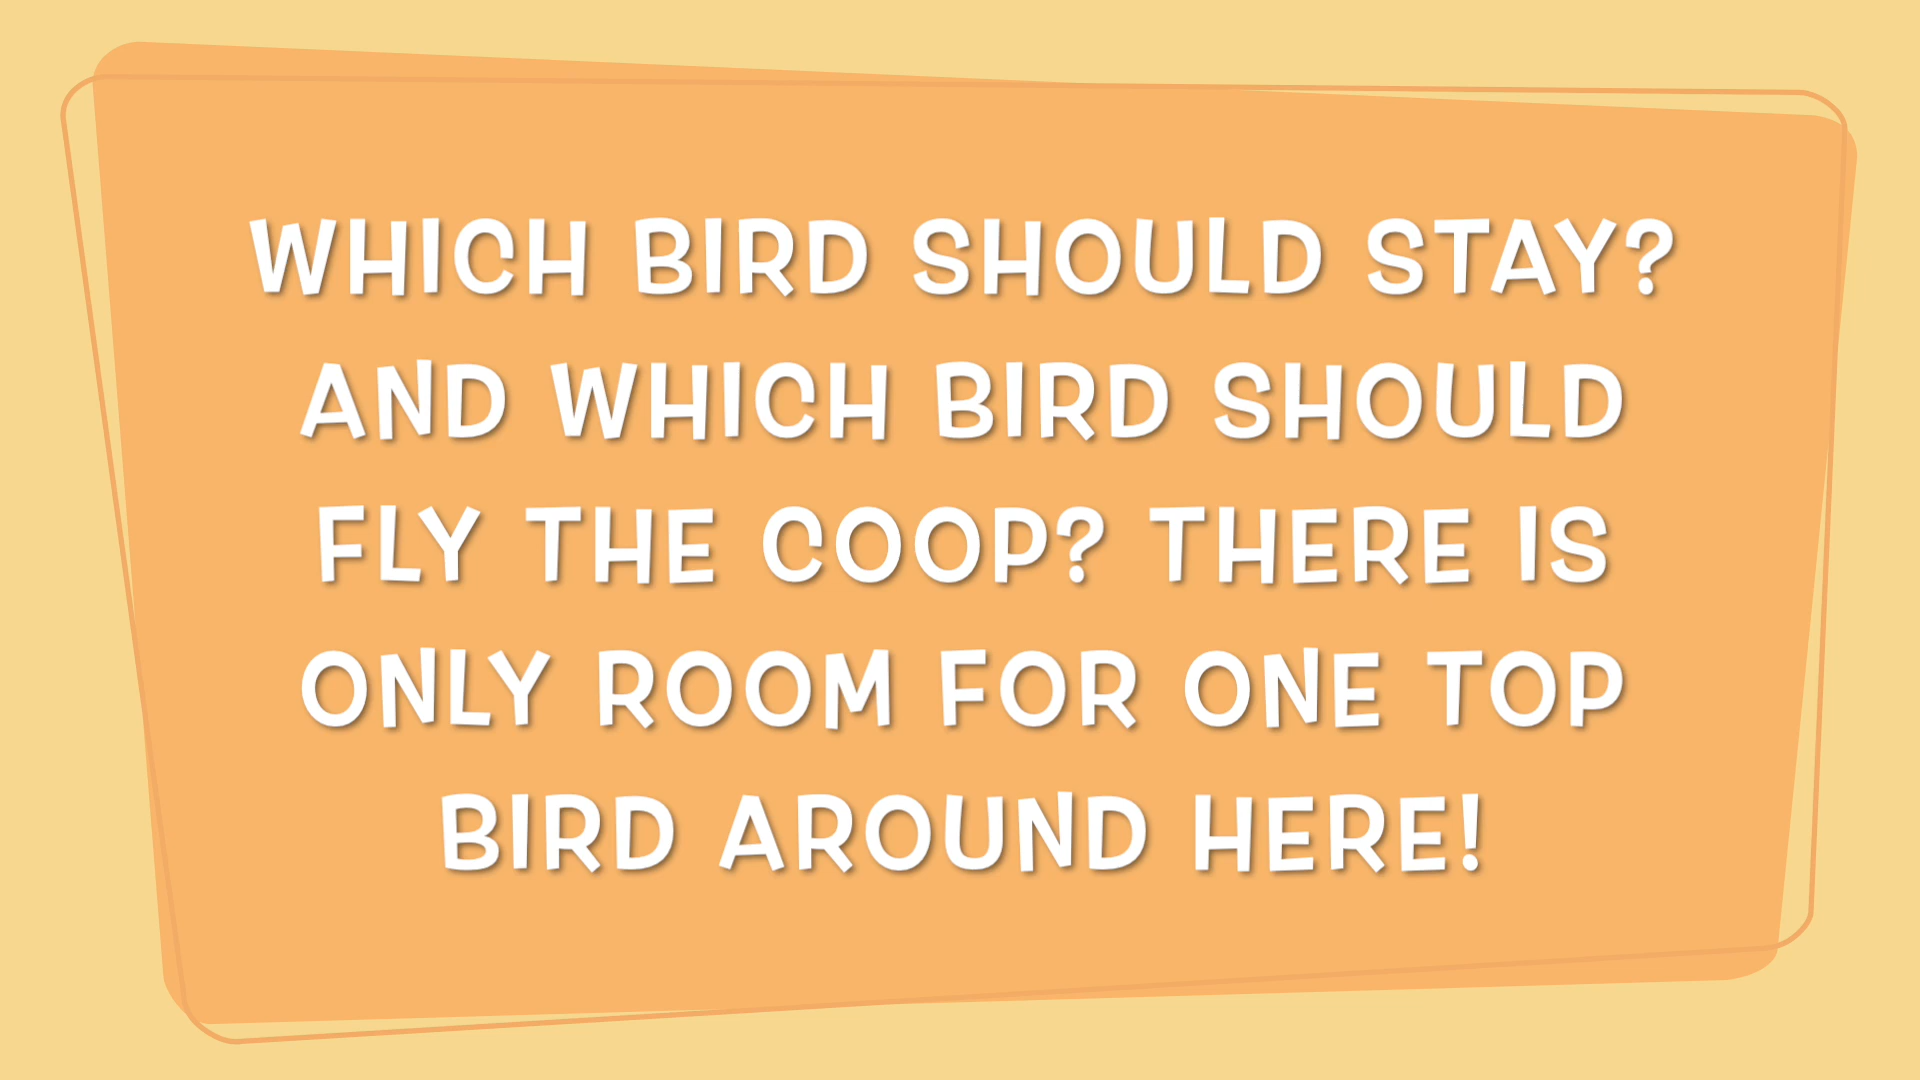 WHICH BIRD SHOULD STAY?
AND WHICH BIRD SHOULD
FLY THE COOP? THERE IS
ONLY ROOM FOR ONE TOP
BIRD AROUND HERE!